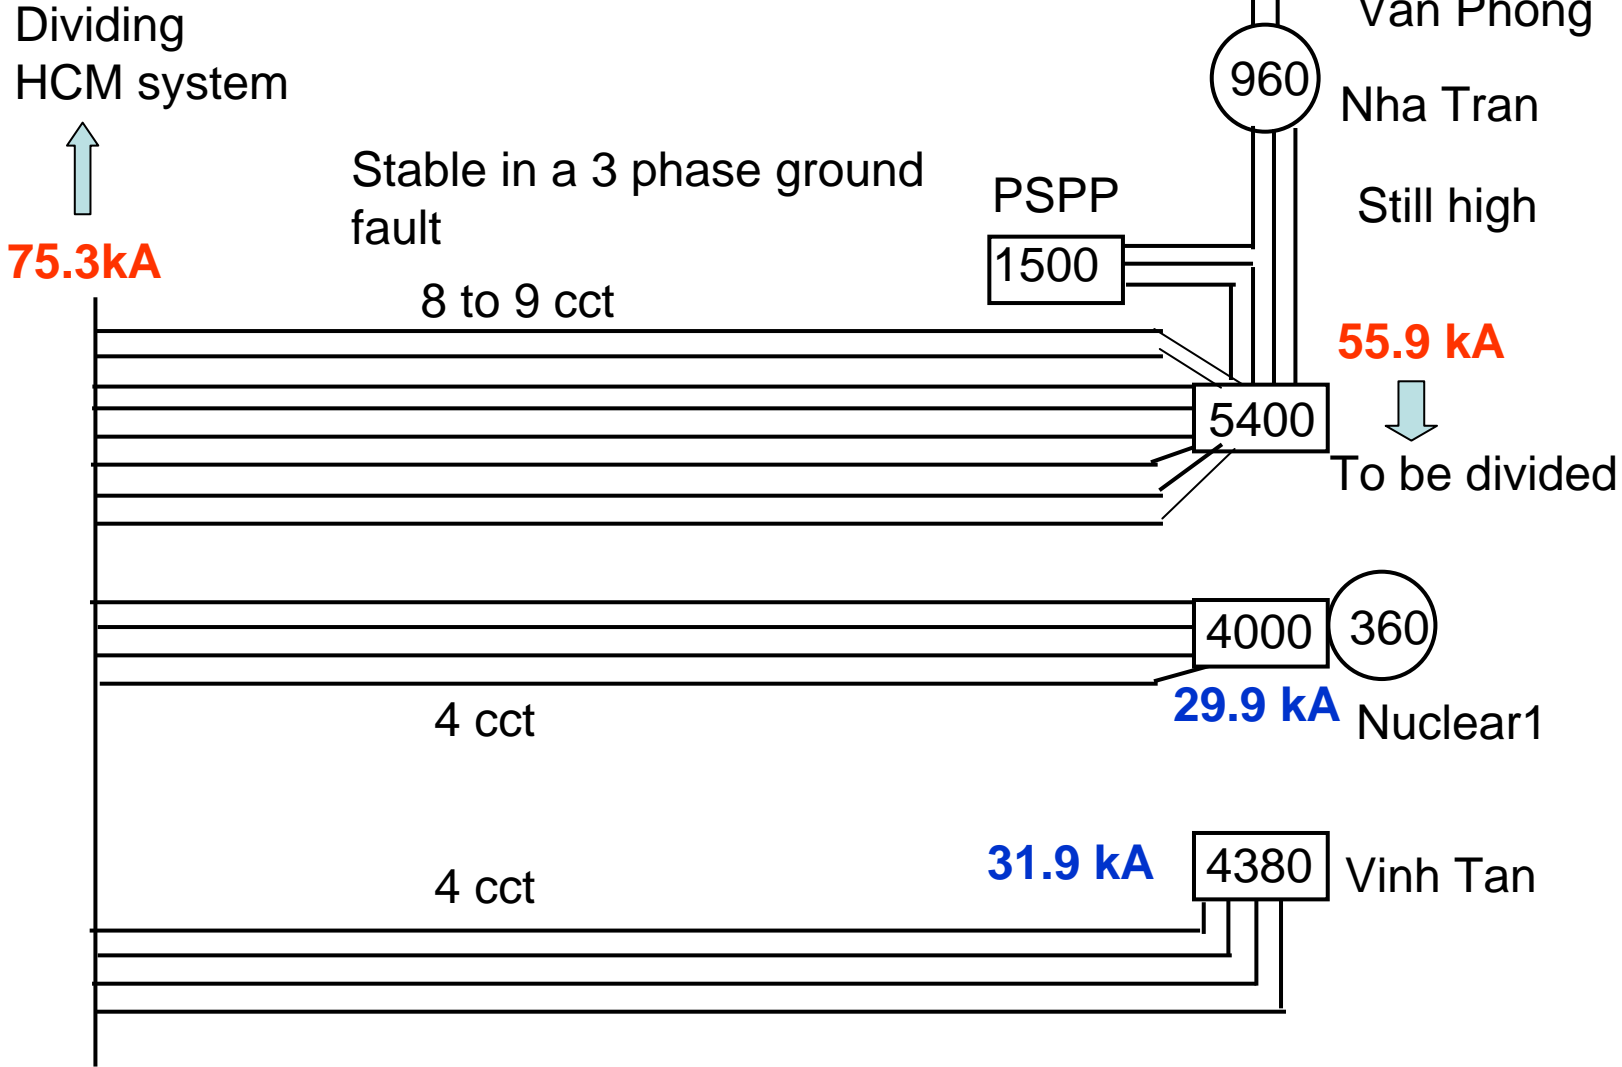 Dividing
HCM system
Van Phong
960
Nha Tran
Stable in a 3 phase ground
fault
PSPP
Still high
75.3kA
1500
8 to 9 cct
55.9 kA
5400
To be divided
4000
360
29.9 kA
Nuclear1
4 cct
31.9 kA
4380
Vinh Tan
4 cct